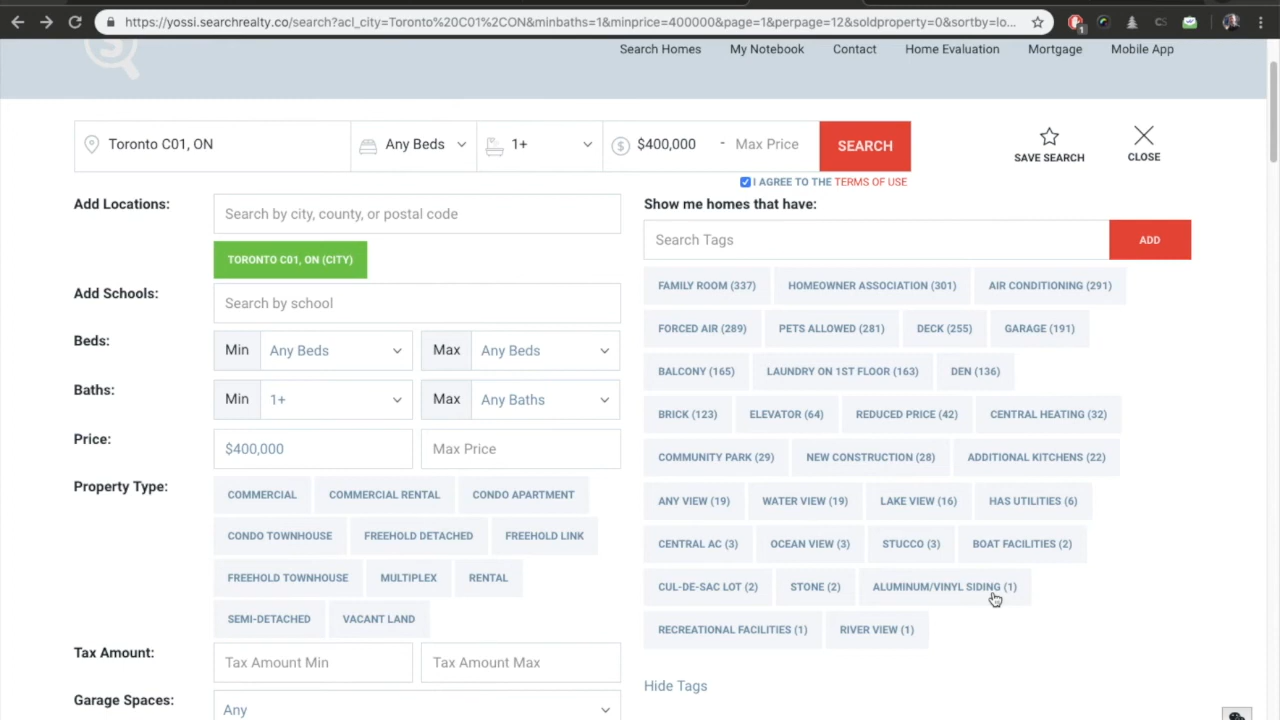 https://yossi.searchrealty.co/search?acl_city=Toronto%20C01%2CON&minbaths=1&minprice=400000&page=1&perpage=12&soldproperty=0&sortby=lo...
1
CS
Search Homes My Notebook Contact Home Evaluation Mortgage Mobile App
Toronto C01, ON Any Beds 1+ $400,000 - Max Price SEARCH
SAVE SEARCH CLOSE
I AGREE TO THE TERMS OF USE
Add Locations: Search by city, county, or postal code
TORONTO C01, ON (CITY)
Add Schools: Search by school
Beds: Min Any Beds Max Any Beds
Baths: Min 1+ Max Any Baths
Price: $400,000 Max Price
Property Type: COMMERCIAL COMMERCIAL RENTAL CONDO APARTMENT
CONDO TOWNHOUSE FREEHOLD DETACHED FREEHOLD LINK
FREEHOLD TOWNHOUSE MULTIPLEX RENTAL
SEMI-DETACHED VACANT LAND
Tax Amount: Tax Amount Min Tax Amount Max
Garage Spaces: Any
Show me homes that have:
Search Tags ADD
FAMILY ROOM (337) HOMEOWNER ASSOCIATION (301) AIR CONDITIONING (291)
FORCED AIR (289) PETS ALLOWED (281) DECK (255) GARAGE (191)
BALCONY (165) LAUNDRY ON 1ST FLOOR (163) DEN (136)
BRICK (123) ELEVATOR (64) REDUCED PRICE (42) CENTRAL HEATING (32)
COMMUNITY PARK (29) NEW CONSTRUCTION (28) ADDITIONAL KITCHENS (22)
ANY VIEW (19) WATER VIEW (19) LAKE VIEW (16) HAS UTILITIES (6)
CENTRAL AC (3) OCEAN VIEW (3) STUCCO (3) BOAT FACILITIES (2)
CUL-DE-SAC LOT (2) STONE (2) ALUMINUM/VINYL SIDING (1)
RECREATIONAL FACILITIES (1) RIVER VIEW (1)
Hide Tags